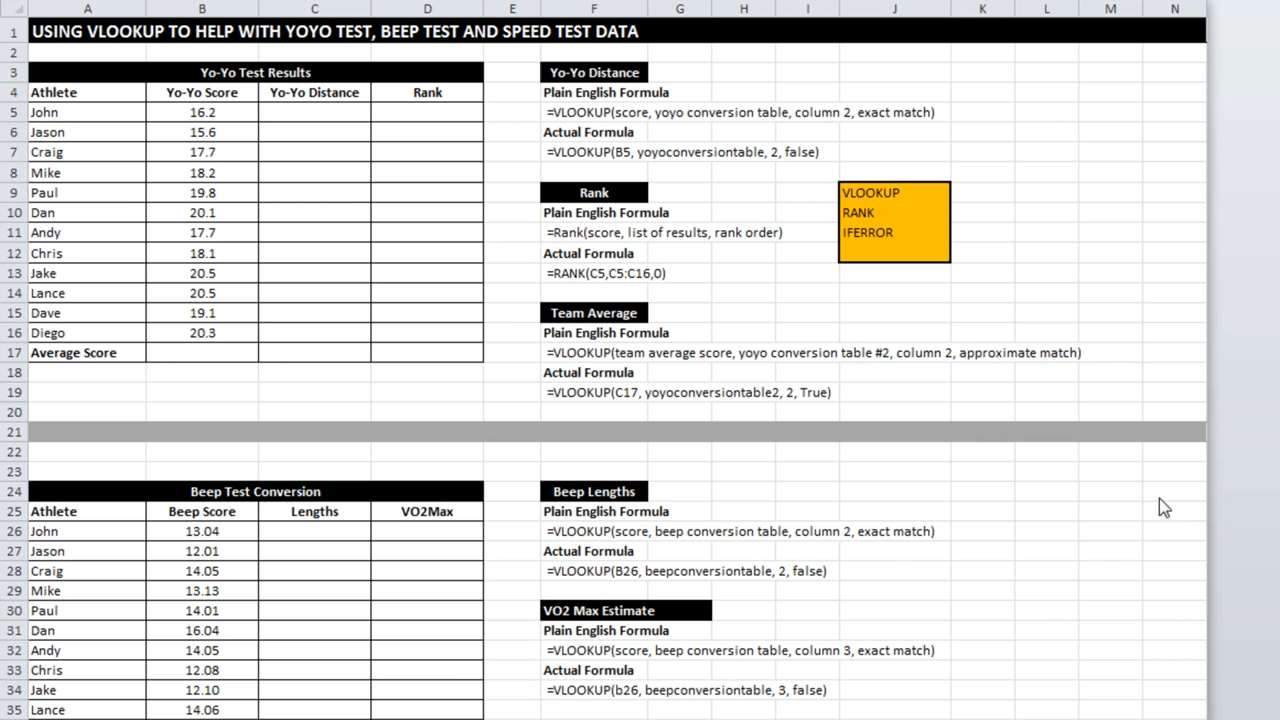 A B C D E F G H I J K L M N
1 USING VLOOKUP TO HELP WITH YOYO TEST, BEEP TEST AND SPEED TEST DATA
2
3 Yo-Yo Test Results Yo-Yo Distance
4 Athlete Yo-Yo Score Yo-Yo Distance Rank Plain English Formula
5 John 16.2 =VLOOKUP(score, yoyo conversion table, column 2, exact match)
6 Jason 15.6 Actual Formula
7 Craig 17.7 =VLOOKUP(B5, yoyoconversiontable, 2, false)
8 Mike 18.2
9 Paul 19.8 Rank VLOOKUP
10 Dan 20.1 Plain English Formula RANK
11 Andy 17.7 =Rank(score, list of results, rank order) IFERROR
12 Chris 18.1 Actual Formula
13 Jake 20.5 =RANK(C5,C5:C16,0)
14 Lance 20.5
15 Dave 19.1 Team Average
16 Diego 20.3 Plain English Formula
17 Average Score =VLOOKUP(team average score, yoyo conversion table #2, column 2, approximate match)
18 Actual Formula
19 =VLOOKUP(C17, yoyoconversiontable2, 2, True)
20
21
22
23
24 Beep Test Conversion Beep Lengths
25 Athlete Beep Score Lengths VO2Max Plain English Formula
26 John 13.04 =VLOOKUP(score, beep conversion table, column 2, exact match)
27 Jason 12.01 Actual Formula
28 Craig 14.05 =VLOOKUP(B26, beepconversiontable, 2, false)
29 Mike 13.13
30 Paul 14.01 VO2 Max Estimate
31 Dan 16.04 Plain English Formula
32 Andy 14.05 =VLOOKUP(score, beep conversion table, column 3, exact match)
33 Chris 12.08 Actual Formula
34 Jake 12.10 =VLOOKUP(b26, beepconversiontable, 3, false)
35 Lance 14.06